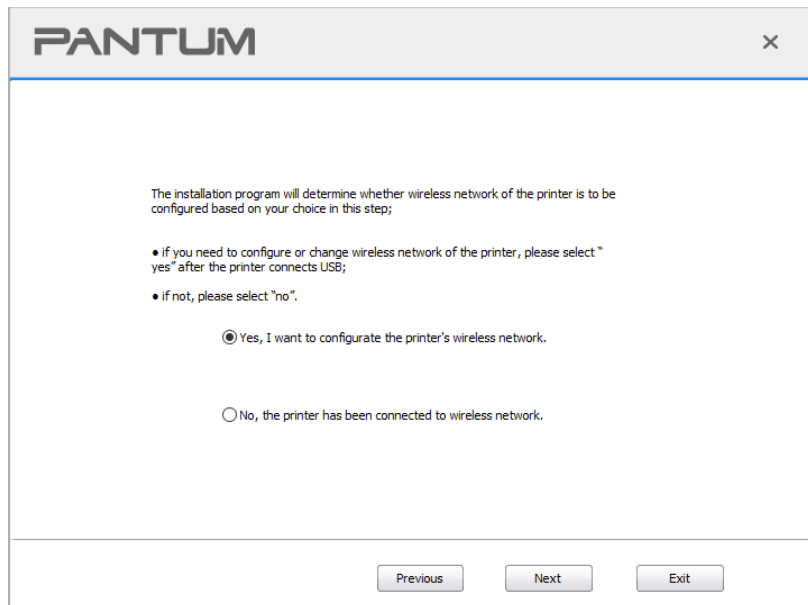 PANTUM
The installation program will determine whether wireless network of the printer is to be
configured based on your choice in this step;
● if you need to configure or change wireless network of the printer, please select “
yes” after the printer connects USB;
● if not, please select “no”.
Yes, I want to configurate the printer's wireless network.
No, the printer has been connected to wireless network.
Previous Next Exit